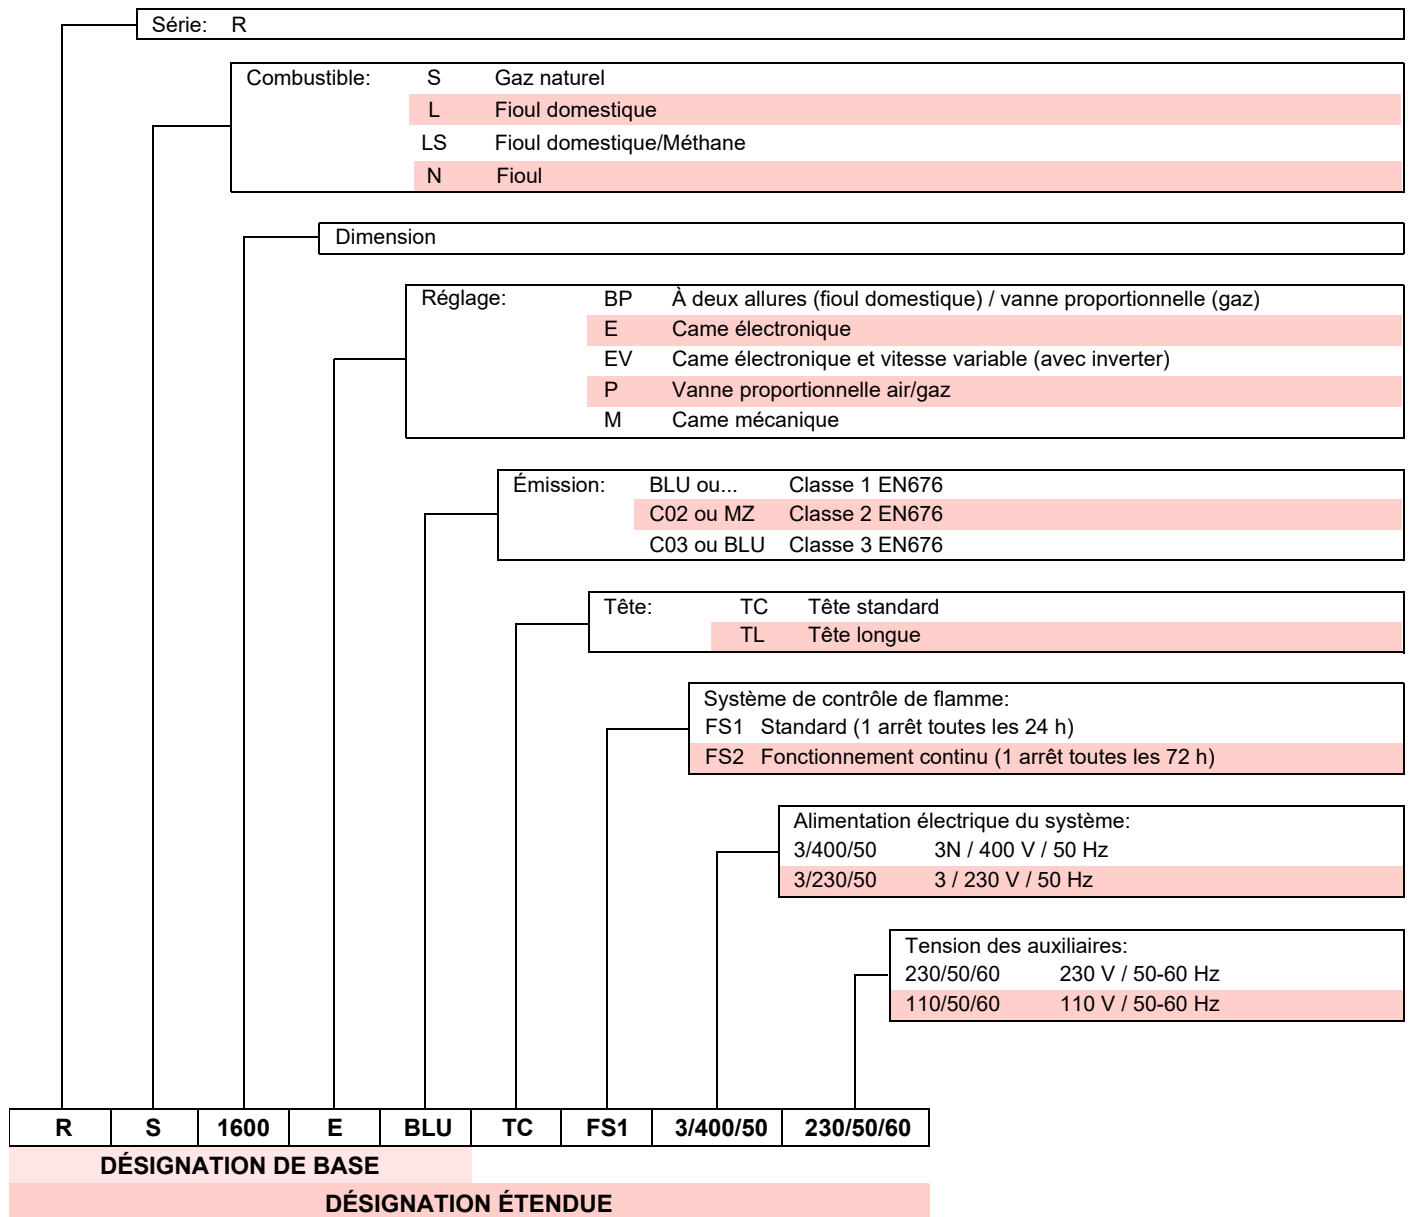 Série: R
Combustible: S Gaz naturel
L Fioul domestique
LS Fioul domestique/Méthane
N Fioul
Dimension
Réglage: BP À deux allures (fioul domestique) / vanne proportionnelle (gaz)
E Came électronique
EV Came électronique et vitesse variable (avec inverter)
P Vanne proportionnelle air/gaz
M Came mécanique
Émission: BLU ou... Classe 1 EN676
C02 ou MZ Classe 2 EN676
C03 ou BLU Classe 3 EN676
Tête: TC Tête standard
TL Tête longue
Système de contrôle de flamme:
FS1 Standard (1 arrêt toutes les 24 h)
FS2 Fonctionnement continu (1 arrêt toutes les 72 h)
Alimentation électrique du système:
3/400/50 3N / 400 V / 50 Hz
3/230/50 3 / 230 V / 50 Hz
Tension des auxiliaires:
230/50/60 230 V / 50-60 Hz
110/50/60 110 V / 50-60 Hz
R S 1600 E BLU TC FS1 3/400/50 230/50/60
DÉSIGNATION DE BASE
DÉSIGNATION ÉTENDUE